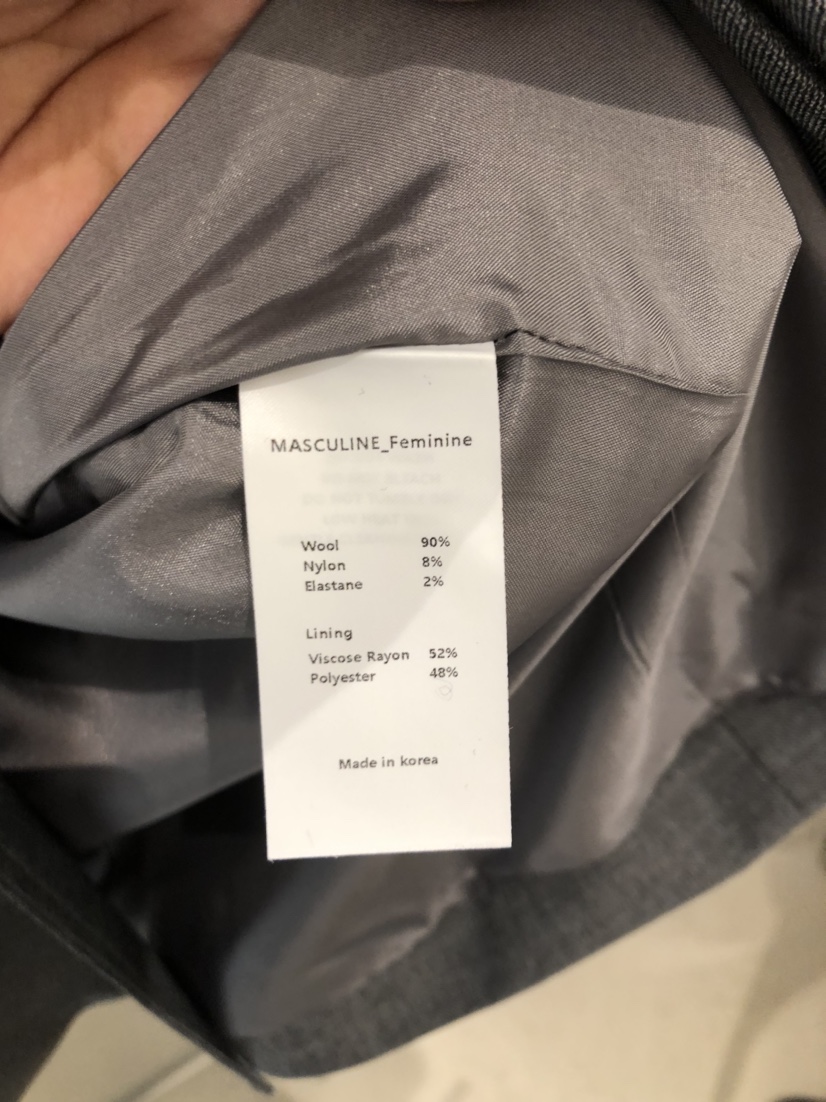 MASCULINE_Feminine
Wool 90%
Nylon 8%
Elastane 2%
Lining
Viscose Rayon 52%
Polyester 48%
Made in korea